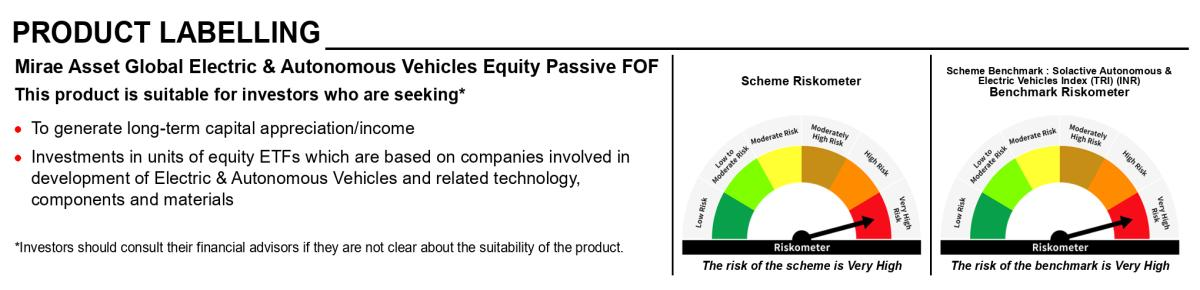 PRODUCT LABELLING
Mirae Asset Global Electric & Autonomous Vehicles Equity Passive FOF
This product is suitable for investors who are seeking*
• To generate long-term capital appreciation/income
• Investments in units of equity ETFs which are based on companies involved in
development of Electric & Autonomous Vehicles and related technology,
components and materials
*Investors should consult their financial advisors if they are not clear about the suitability of the product.
Scheme Riskometer
Low Risk
Low to
Moderate Risk
Moderate Risk
Moderately
High Risk
High Risk
Very High
Risk
Riskometer
The risk of the scheme is Very High
Scheme Benchmark : Solactive Autonomous &
Electric Vehicles Index (TRI) (INR)
Benchmark Riskometer
Low Risk
Low to
Moderate Risk
Moderate Risk
Moderately
High Risk
High Risk
Very High
Risk
Riskometer
The risk of the benchmark is Very High